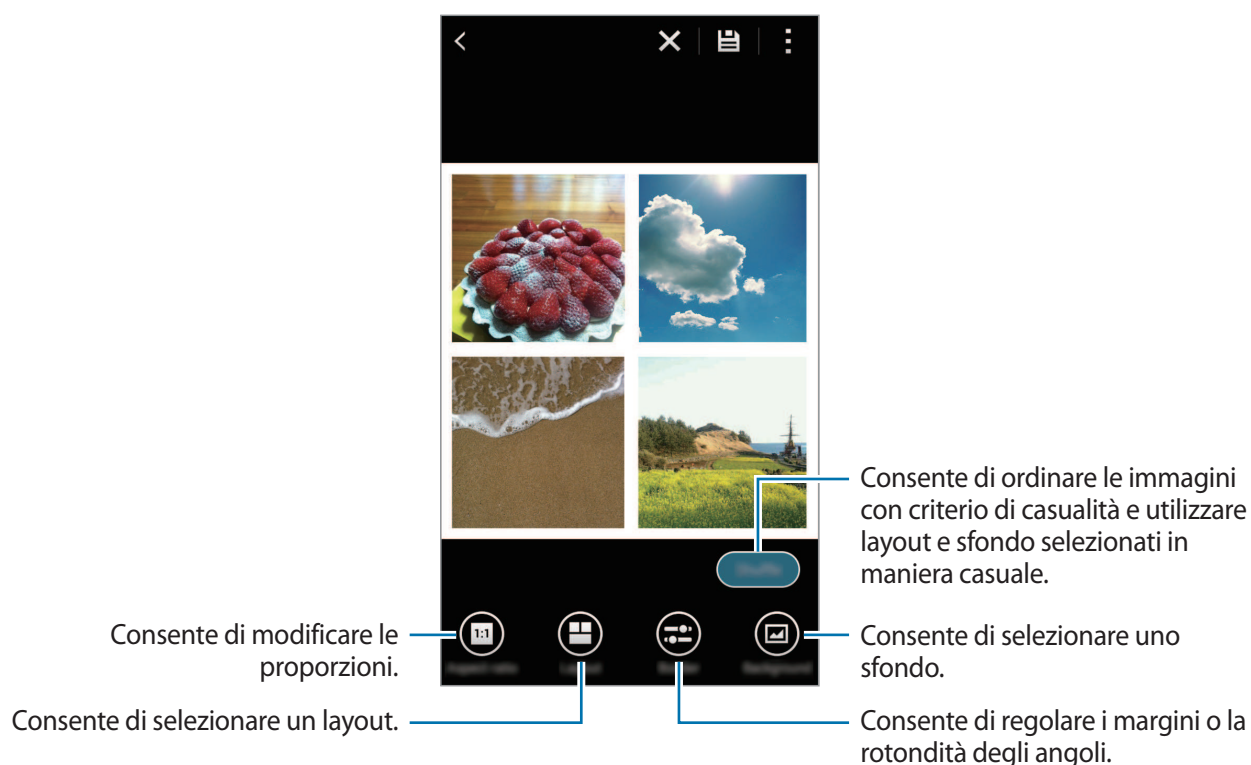 Consente di ordinare le immagini
con criterio di casualità e utilizzare
layout e sfondo selezionati in
maniera casuale.
1:1
Consente di modificare le
proporzioni.
Consente di selezionare uno
sfondo.
Consente di selezionare un layout.
Consente di regolare i margini o la
rotondità degli angoli.